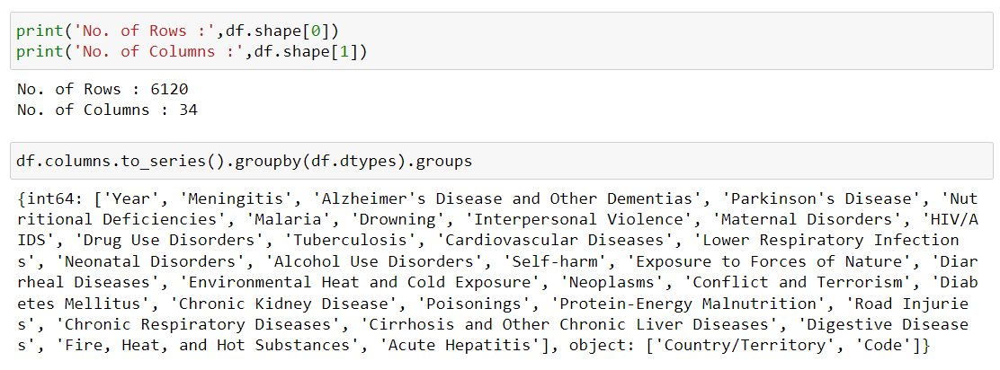 print('No. of Rows :',df.shape[0])
print('No. of Columns :',df.shape[1])
No. of Rows : 6120
No. of Columns : 34
df.columns.to_series().groupby(df.dtypes).groups
{int64: ['Year', 'Meningitis', 'Alzheimer's Disease and Other Dementias', 'Parkinson's Disease', 'Nut
ritional Deficiencies', 'Malaria', 'Drowning', 'Interpersonal Violence', 'Maternal Disorders', 'HIV/A
IDS', 'Drug Use Disorders', 'Tuberculosis', 'Cardiovascular Diseases', 'Lower Respiratory Infection
s', 'Neonatal Disorders', 'Alcohol Use Disorders', 'Self-harm', 'Exposure to Forces of Nature', 'Diar
rheal Diseases', 'Environmental Heat and Cold Exposure', 'Neoplasms', 'Conflict and Terrorism', 'Diab
etes Mellitus', 'Chronic Kidney Disease', 'Poisonings', 'Protein-Energy Malnutrition', 'Road Injurie
s', 'Chronic Respiratory Diseases', 'Cirrhosis and Other Chronic Liver Diseases', 'Digestive Disease
s', 'Fire, Heat, and Hot Substances', 'Acute Hepatitis'], object: ['Country/Territory', 'Code']}